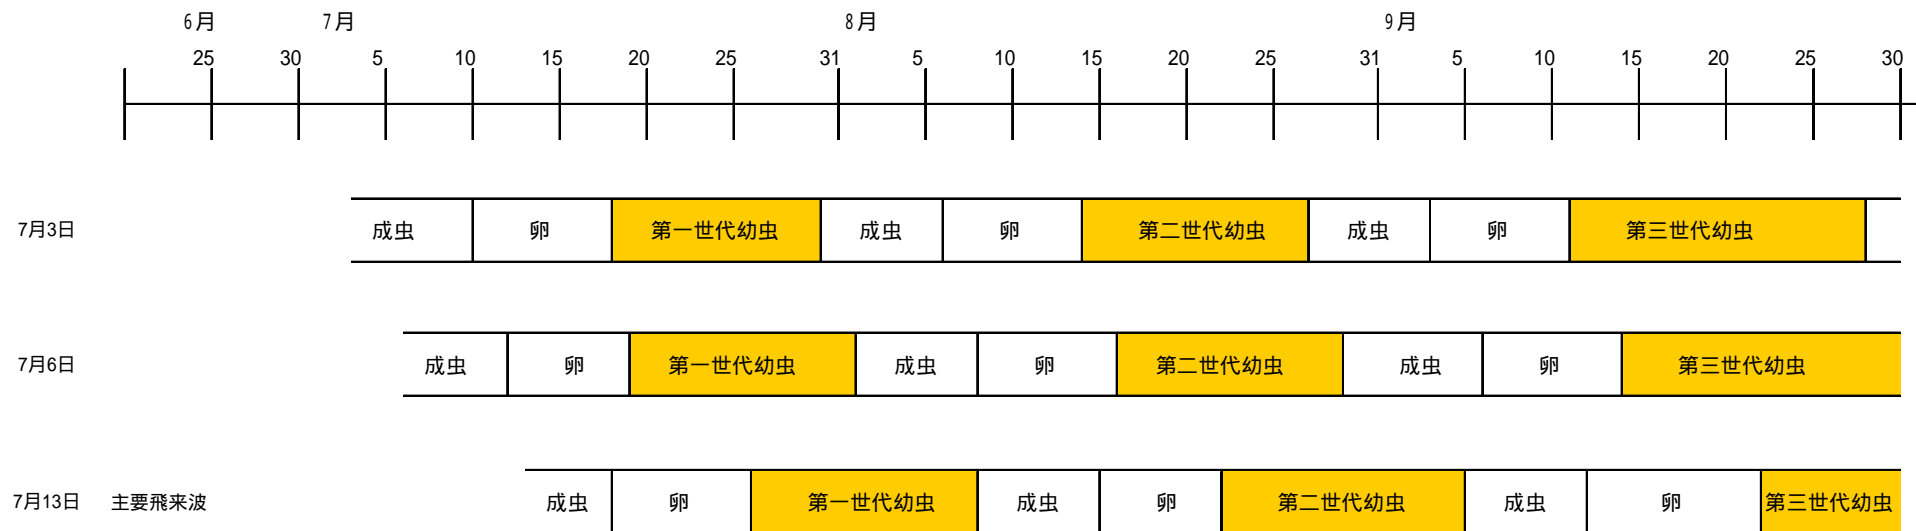 6月 7月 8月 9月
25 30 5 10 15 20 25 31 5 10 15 20 25 31 5 10 15 20 25 30
7月3日 成虫 卵 第一世代幼虫 成虫 卵 第二世代幼虫 成虫 卵 第三世代幼虫
7月6日 成虫 卵 第一世代幼虫 成虫 卵 第二世代幼虫 成虫 卵 第三世代幼虫
7月13日 主要飛来波 成虫 卵 第一世代幼虫 成虫 卵 第二世代幼虫 成虫 卵 第三世代幼虫